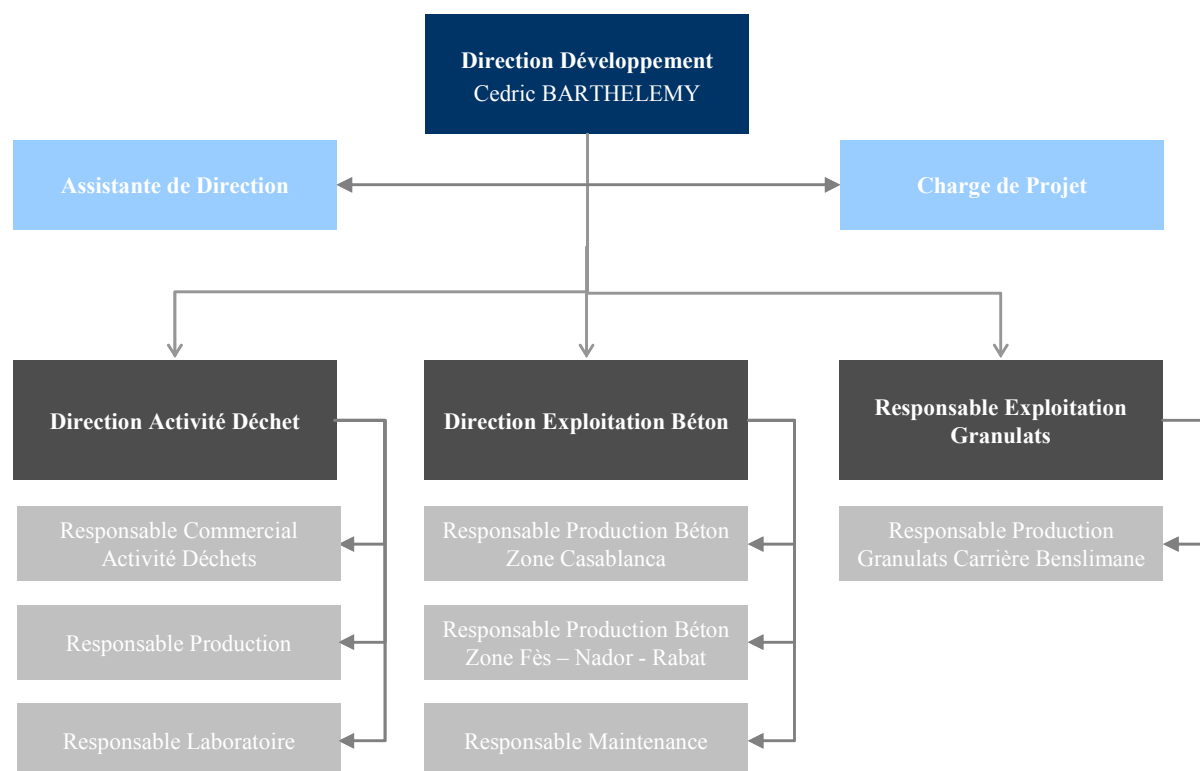 Direction Développement
Cedric BARTHELEMY
Assistante de Direction
Charge de Projet
Direction Activité Déchet
Direction Exploitation Béton
Responsable Exploitation
Granulats
Responsable Commercial
Activité Déchets
Responsable Production Béton
Zone Casablanca
Responsable Production
Granulats Carrière Benslimane
Responsable Production
Responsable Production Béton
Zone Fès – Nador - Rabat
Responsable Laboratoire
Responsable Maintenance